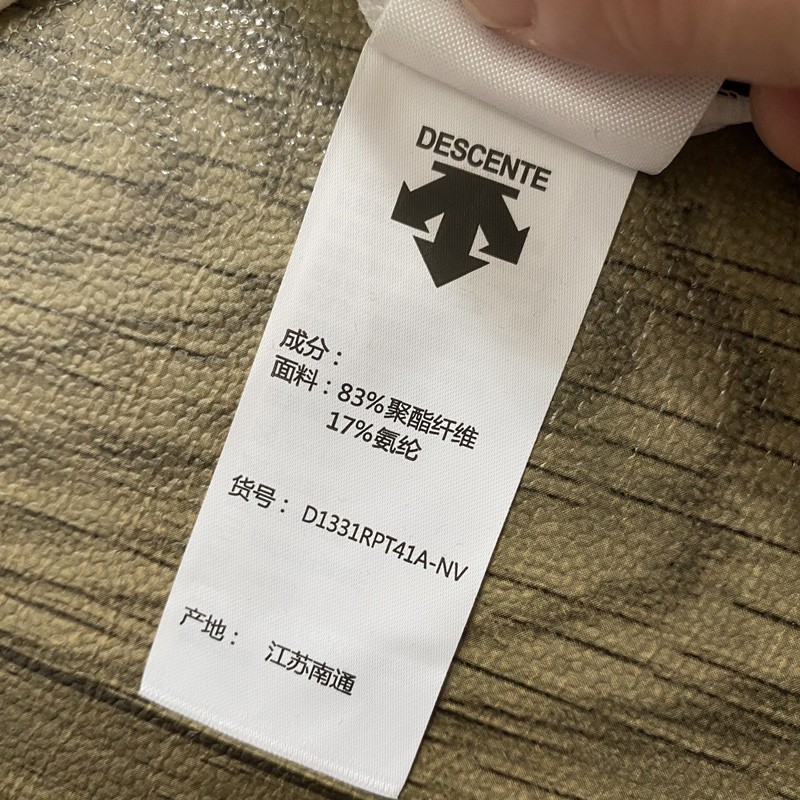 DESCENTE
成分：
面料：83%聚酯纤维
17%氨纶
货号：D1331RPT41A-NV
产地：江苏南通